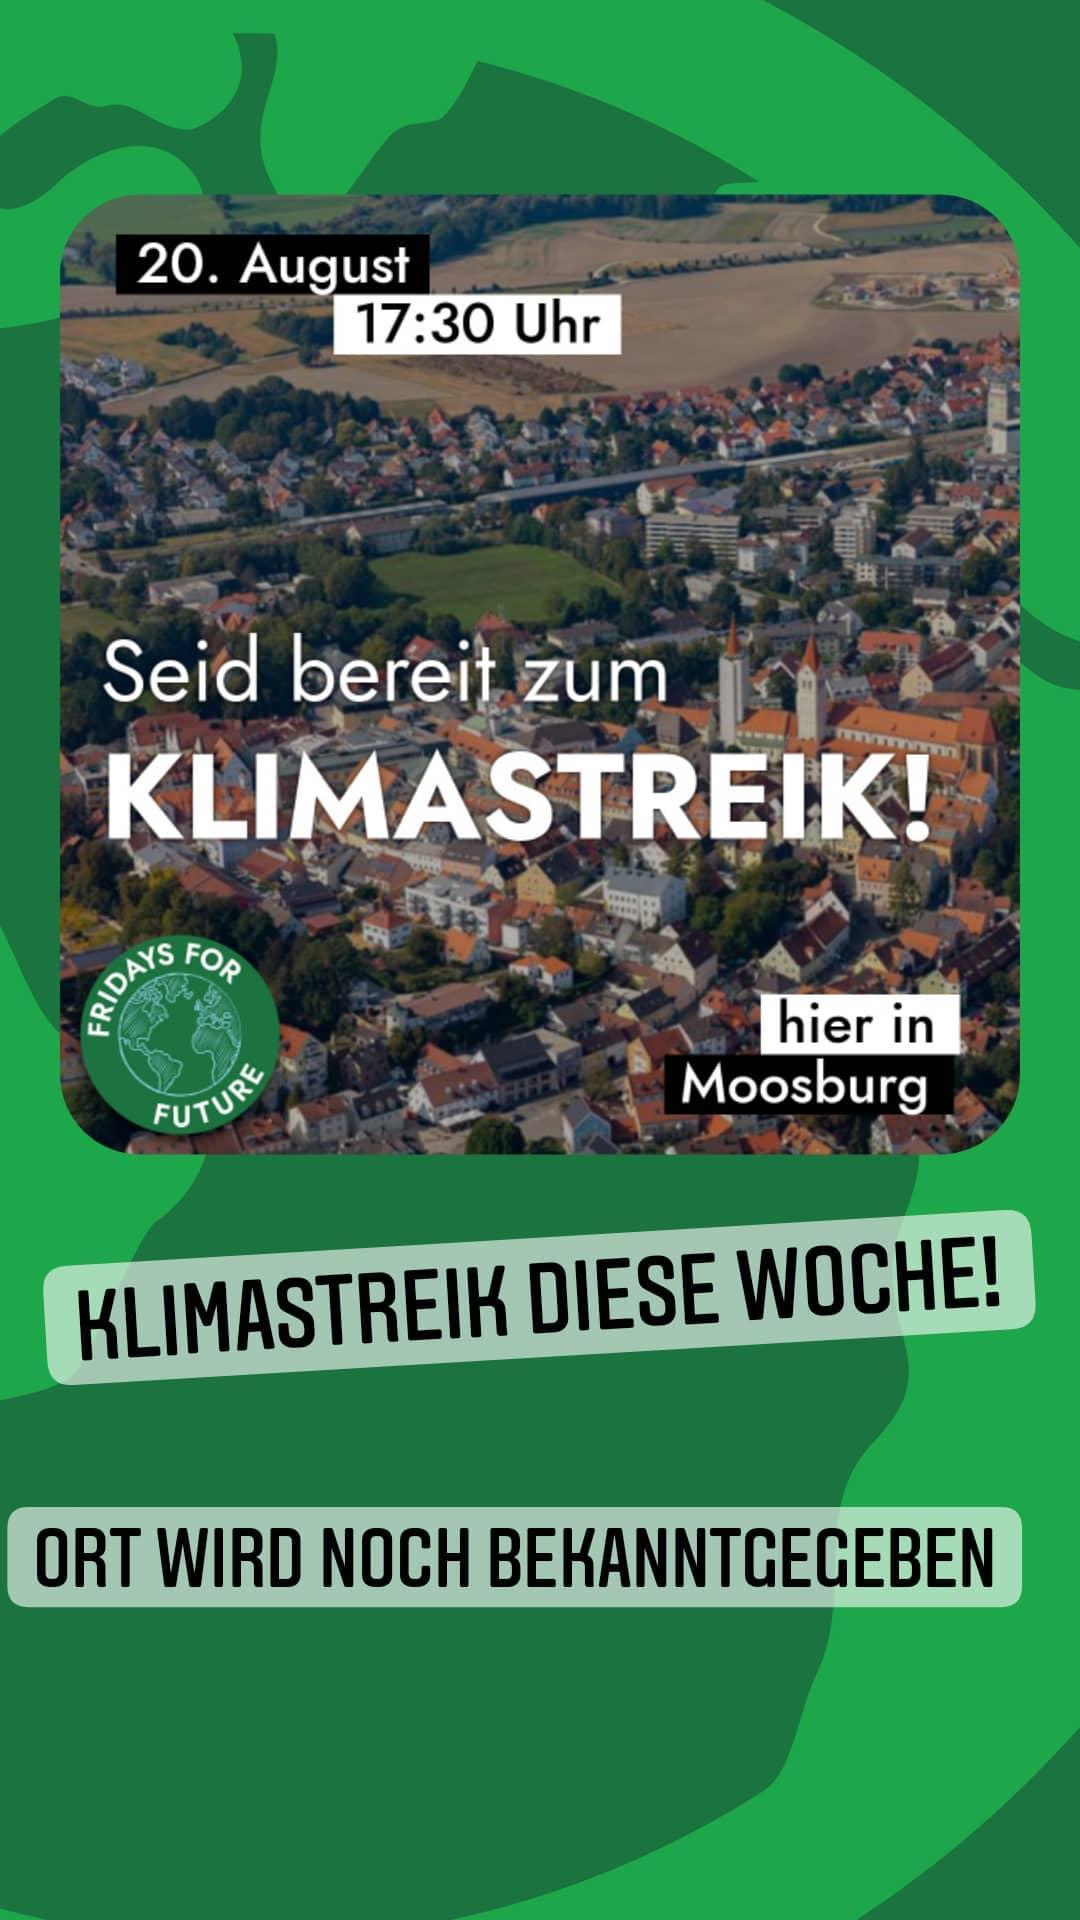 20. August
17:30 Uhr
Seid bereit zum
KLIMASTREIK!
FRIDAYS FOR
FUTURE
hier in
Moosburg
KLIMASTREIK DIESE WOCHE!
ORT WIRD NOCH BEKANNTGEGEBEN